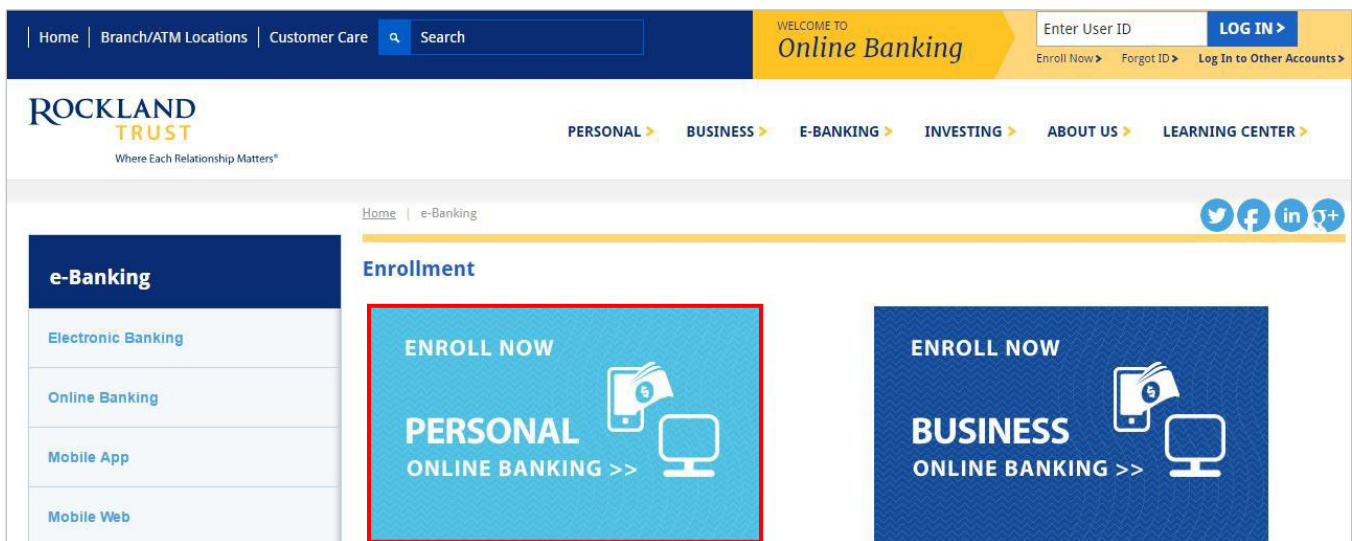 Home | Branch/ATM Locations | Customer Care Search
WELCOME TO
Online Banking
Enter User ID LOG IN >
Enroll Now > Forgot ID > Log In to Other Accounts >
ROCKLAND
TRUST
Where Each Relationship Matters®
PERSONAL > BUSINESS > E-BANKING > INVESTING > ABOUT US > LEARNING CENTER >
Home | e-Banking
in g+
e-Banking
Electronic Banking
Online Banking
Mobile App
Mobile Web
Enrollment
ENROLL NOW
$
PERSONAL
ONLINE BANKING >>
ENROLL NOW
$
BUSINESS
ONLINE BANKING >>